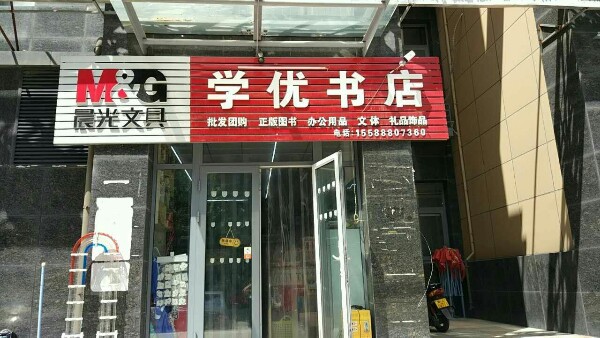 M&G
晨光文具
学优书店
批发团购 正版图书 办公用品 文体 礼品饰品
电话:15588807360